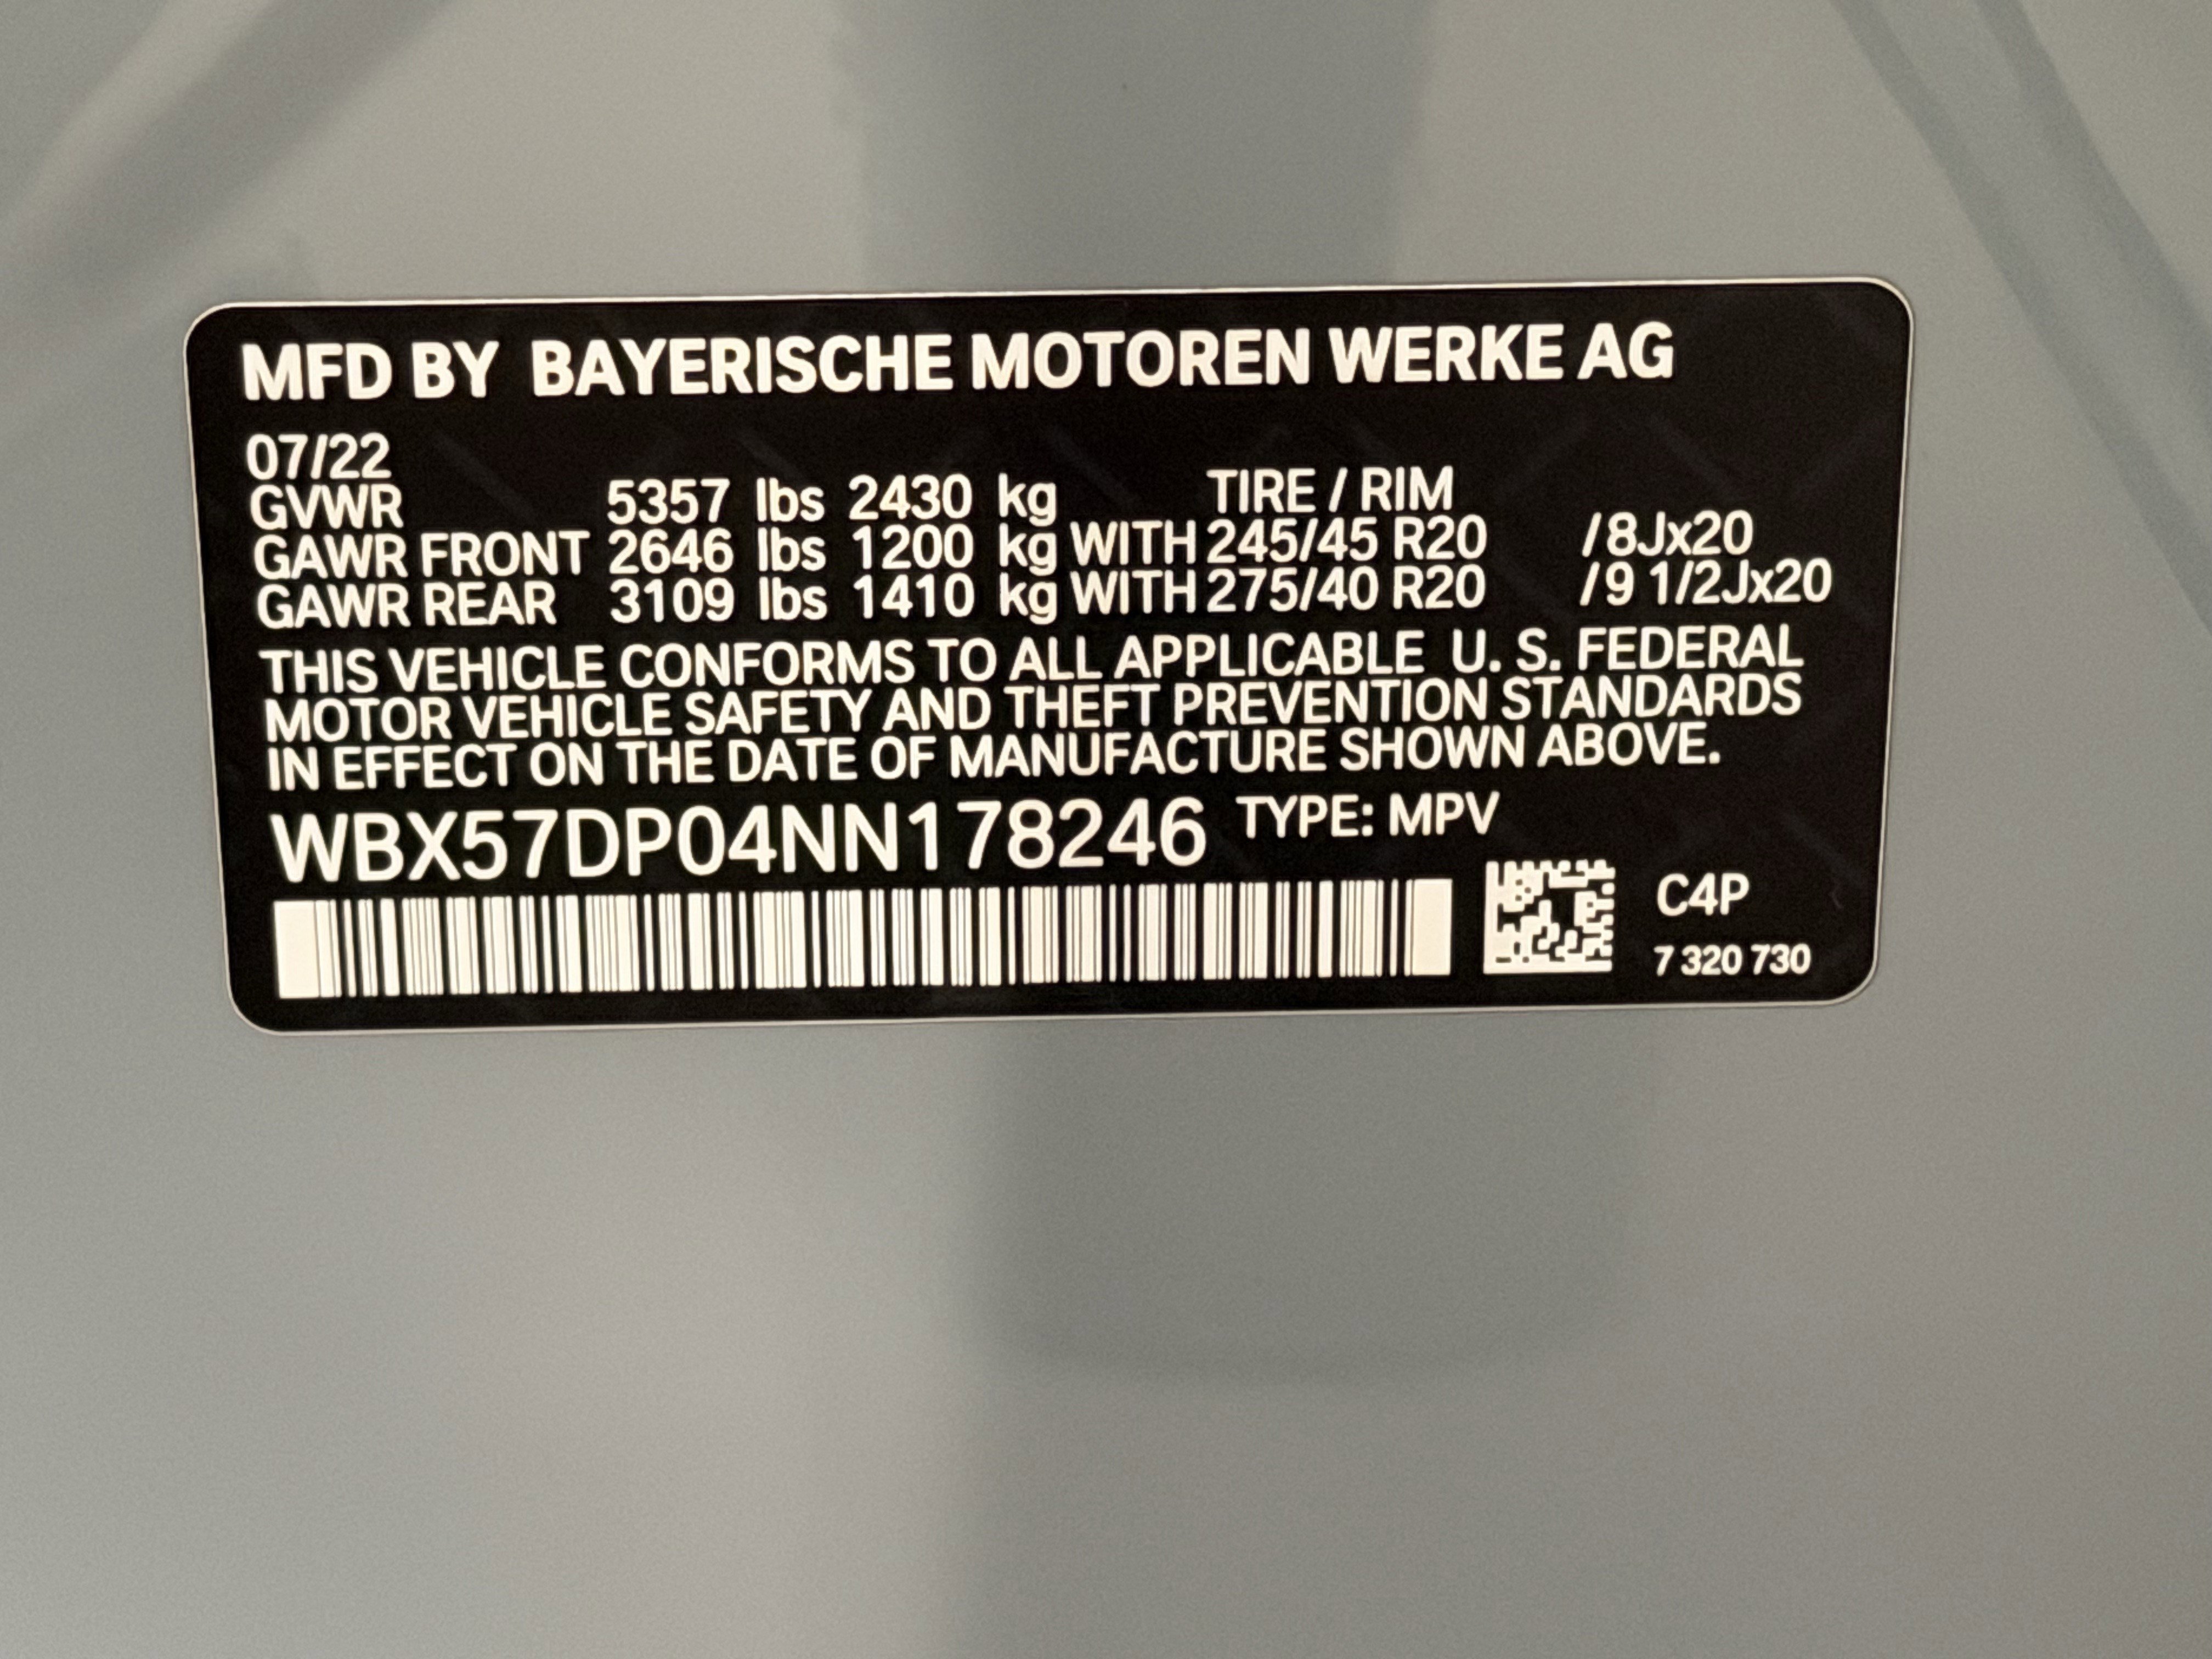 MFD BY BAYERISCHE MOTOREN WERKE AG
07/22
GVWR 5357 lbs 2430 kg TIRE / RIM
GAWR FRONT 2646 lbs 1200 kg WITH 245/45 R20 /8Jx20
GAWR REAR 3109 lbs 1410 kg WITH 275/40 R20 /9 1/2Jx20
THIS VEHICLE CONFORMS TO ALL APPLICABLE U. S. FEDERAL
MOTOR VEHICLE SAFETY AND THEFT PREVENTION STANDARDS
IN EFFECT ON THE DATE OF MANUFACTURE SHOWN ABOVE.
WBX57DP04NN178246 TYPE: MPV
C4P
7 320 730